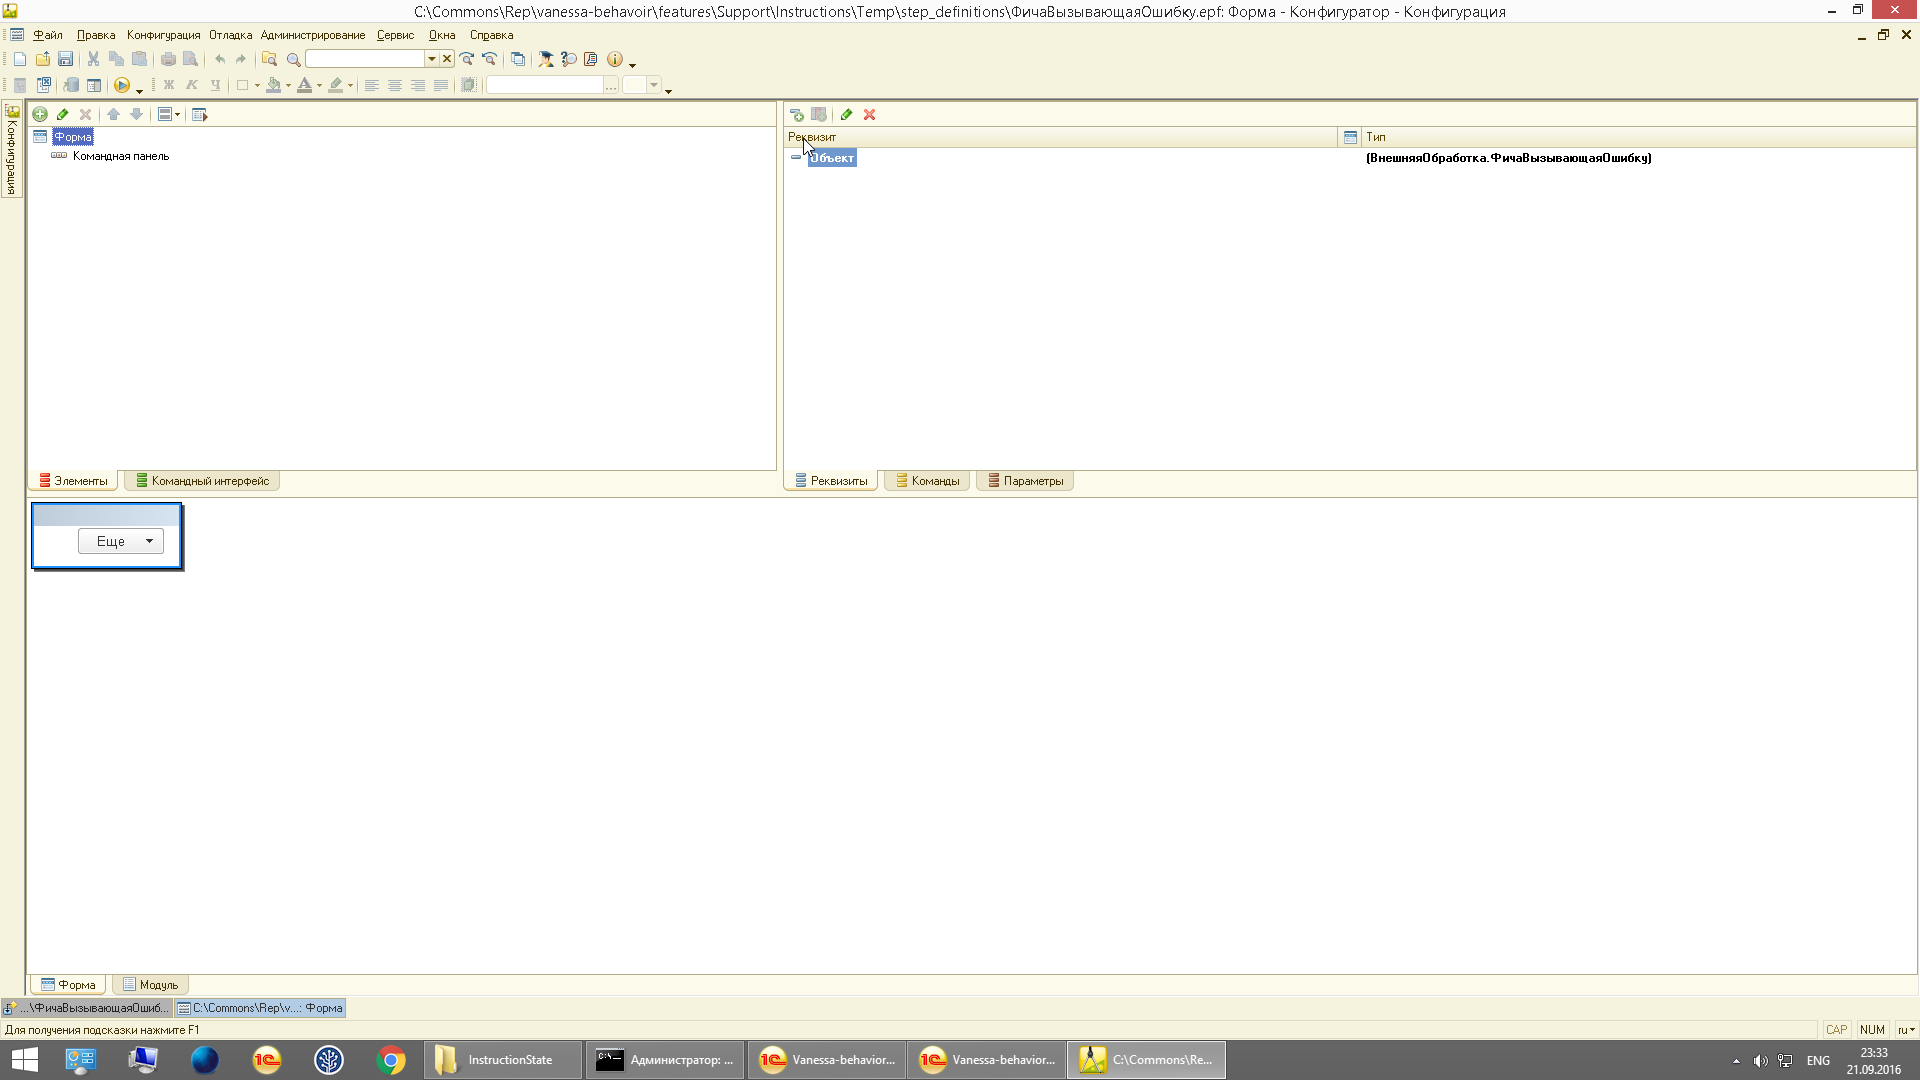 C:\Commons\Rep\vanessa-behavoir\features\Support\Instructions\Temp\step_definitions\ФичаВызывающаяОшибку.epf: Форма - Конфигуратор - Конфигурация
Файл Правка Конфигурация Отладка Администрирование Сервис Окна Справка
Ж К Ч
Конфигурация
Форма
Командная панель
Реквизит Тип
Объект (ВнешняяОбработка.ФичаВызывающаяОшибку)
Элементы Командный интерфейс
Реквизиты Команды Параметры
Еще
Форма Модуль
...\ФичаВызывающаяОшиб... C:\Commons\Rep\v...: Форма
Для получения подсказки нажмите F1
CAP NUM ru
InstructionState Администратор: ... Vanessa-behavior... Vanessa-behavior... C:\Commons\Re...
ENG
23:33
21.09.2016